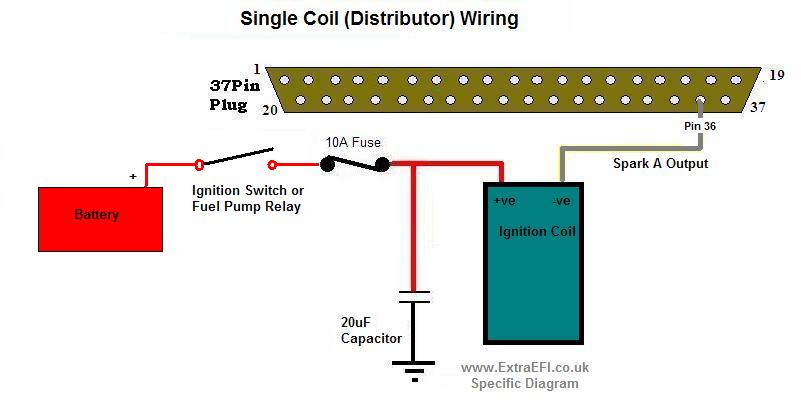 Single Coil (Distributor) Wiring
1
19
37Pin
Plug
20
37
Pin 36
10A Fuse
Spark A Output
+
Ignition Switch or
Fuel Pump Relay
Battery
+ve
-ve
Ignition Coil
20uF
Capacitor
www.ExtraEFI.co.uk
Specific Diagram